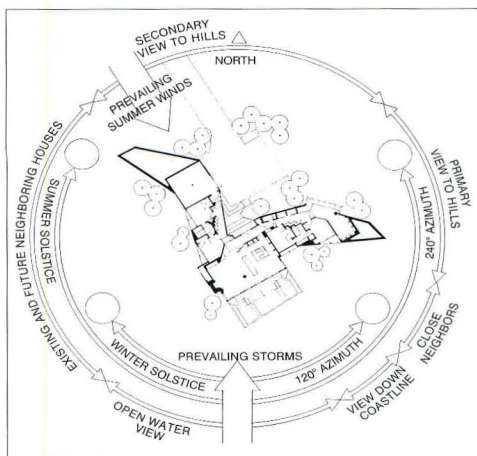 SECONDARY
VIEW TO HILLS
NORTH
PREVAILING
SUMMER WINDS
EXISTING AND FUTURE NEIGHBORING HOUSES
SUMMER SOLSTICE
PRIMARY
VIEW TO HILLS
240° AZIMUTH
CLOSE
NEIGHBORS
WINTER SOLSTICE
PREVAILING STORMS
120° AZIMUTH
VIEW DOWN
COASTLINE
OPEN WATER
VIEW